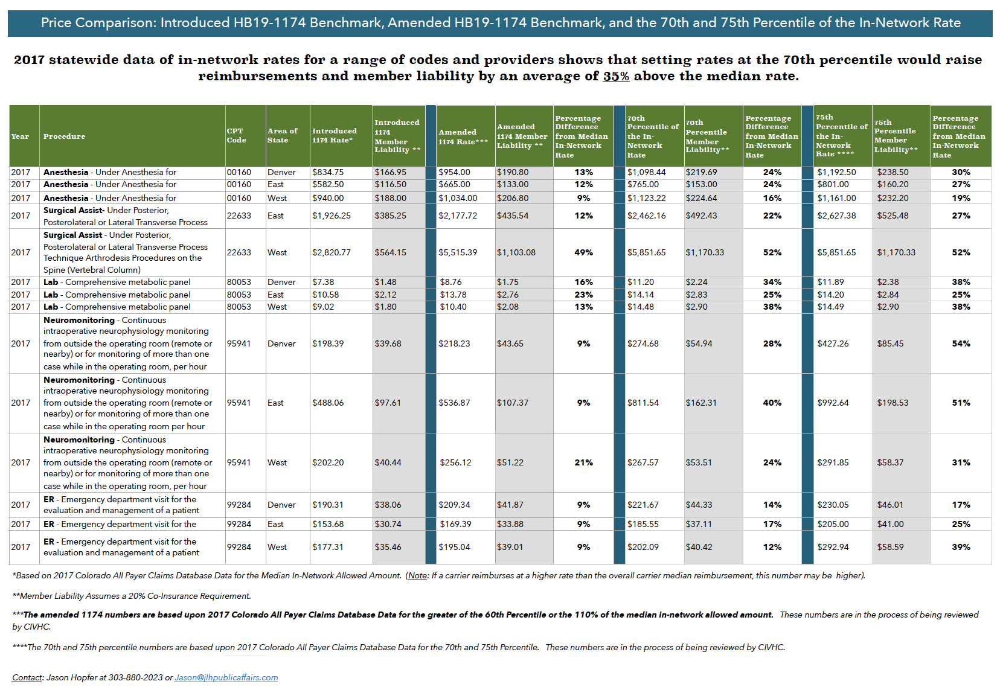 Price Comparison: Introduced HB19-1174 Benchmark, Amended HB19-1174 Benchmark, and the 70th and 75th Percentile of the In-Network Rate
2017 statewide data of in-network rates for a range of codes and providers shows that setting rates at the 70th percentile would raise
reimbursements and member liability by an average of 35% above the median rate.
Year Procedure CPT Code Area of State Introduced 1174 Rate* Introduced 1174 Member Liability ** Amended 1174 Rate*** Amended 1174 Member Liability ** Percentage Difference from Median In-Network Rate 70th Percentile of the In-Network Rate 70th Percentile Member Liability** Percentage Difference from Median In-Network Rate 75th Percentile of the In-Network Rate **** 75th Percentile Member Liability** Percentage Difference from Median In-Network Rate
2017 Anesthesia - Under Anesthesia for 00160 Denver $834.75 $166.95 $954.00 $190.80 13% $1,098.44 $219.69 24% $1,192.50 $238.50 30%
2017 Anesthesia - Under Anesthesia for 00160 East $582.50 $116.50 $665.00 $133.00 12% $765.00 $153.00 24% $801.00 $160.20 27%
2017 Anesthesia - Under Anesthesia for 00160 West $940.00 $188.00 $1,034.00 $206.80 9% $1,123.22 $224.64 16% $1,161.00 $232.20 19%
Surgical Assist- Under Posterior,
Posterolateral or Lateral Transverse Process
2017 22633 East $1,926.25 $385.25 $2,177.72 $435.54 12% $2,462.16 $492.43 22% $2,627.38 $525.48 27%
Surgical Assist - Under Posterior,
Posterolateral or Lateral Transverse Process
Technique Arthrodesis Procedures on the
Spine (Vertebral Column)
2017 22633 West $2,820.77 $564.15 $5,515.39 $1,103.08 49% $5,851.65 $1,170.33 52% $5,851.65 $1,170.33 52%
2017 Lab - Comprehensive metabolic panel 80053 Denver $7.38 $1.48 $8.76 $1.75 16% $11.20 $2.24 34% $11.89 $2.38 38%
2017 Lab - Comprehensive metabolic panel 80053 East $10.58 $2.12 $13.78 $2.76 23% $14.14 $2.83 25% $14.20 $2.84 25%
2017 Lab - Comprehensive metabolic panel 80053 West $9.02 $1.80 $10.40 $2.08 13% $14.48 $2.90 38% $14.49 $2.90 38%
Neuromonitoring - Continuous
intraoperative neurophysiology monitoring
from outside the operating room (remote or
nearby) or for monitoring of more than one
case while in the operating room, per hour
2017 95941 Denver $198.39 $39.68 $218.23 $43.65 9% $274.68 $54.94 28% $427.26 $85.45 54%
Neuromonitoring - Continuous
intraoperative neurophysiology monitoring
from outside the operating room (remote or
nearby) or for monitoring of more than one
case while in the operating room per hour
2017 95941 East $488.06 $97.61 $536.87 $107.37 9% $811.54 $162.31 40% $992.64 $198.53 51%
Neuromonitoring - Continuous
intraoperative neurophysiology monitoring
from outside the operating room (remote or
nearby) or for monitoring of more than one
case while in the operating room, per hour
2017 95941 West $202.20 $40.44 $256.12 $51.22 21% $267.57 $53.51 24% $291.85 $58.37 31%
ER - Emergency department visit for the
evaluation and management of a patient
2017 99284 Denver $190.31 $38.06 $209.34 $41.87 9% $221.67 $44.33 14% $230.05 $46.01 17%
2017 ER - Emergency department visit for the 99284 East $153.68 $30.74 $169.39 $33.88 9% $185.55 $37.11 17% $205.00 $41.00 25%
ER - Emergency department visit for the
evaluation and management of a patient
2017 99284 West $177.31 $35.46 $195.04 $39.01 9% $202.09 $40.42 12% $292.94 $58.59 39%
*Based on 2017 Colorado All Payer Claims Database Data for the Median In-Network Allowed Amount. (Note: If a carrier reimburses at a higher rate than the overall carrier median reimbursement, this number may be higher).
**Member Liability Assumes a 20% Co-Insurance Requirement.
***The amended 1174 numbers are based upon 2017 Colorado All Payer Claims Database Data for the greater of the 60th Percentile or the 110% of the median in-network allowed amount. These numbers are in the process of being reviewed
by CIVHC.
****The 70th and 75th percentile numbers are based upon 2017 Colorado All Payer Claims Database Data for the 70th and 75th Percentile. These numbers are in the process of being reviewed by CIVHC.
Contact: Jason Hopfer at 303-880-2023 or Jason@jlhpublicaffairs.com